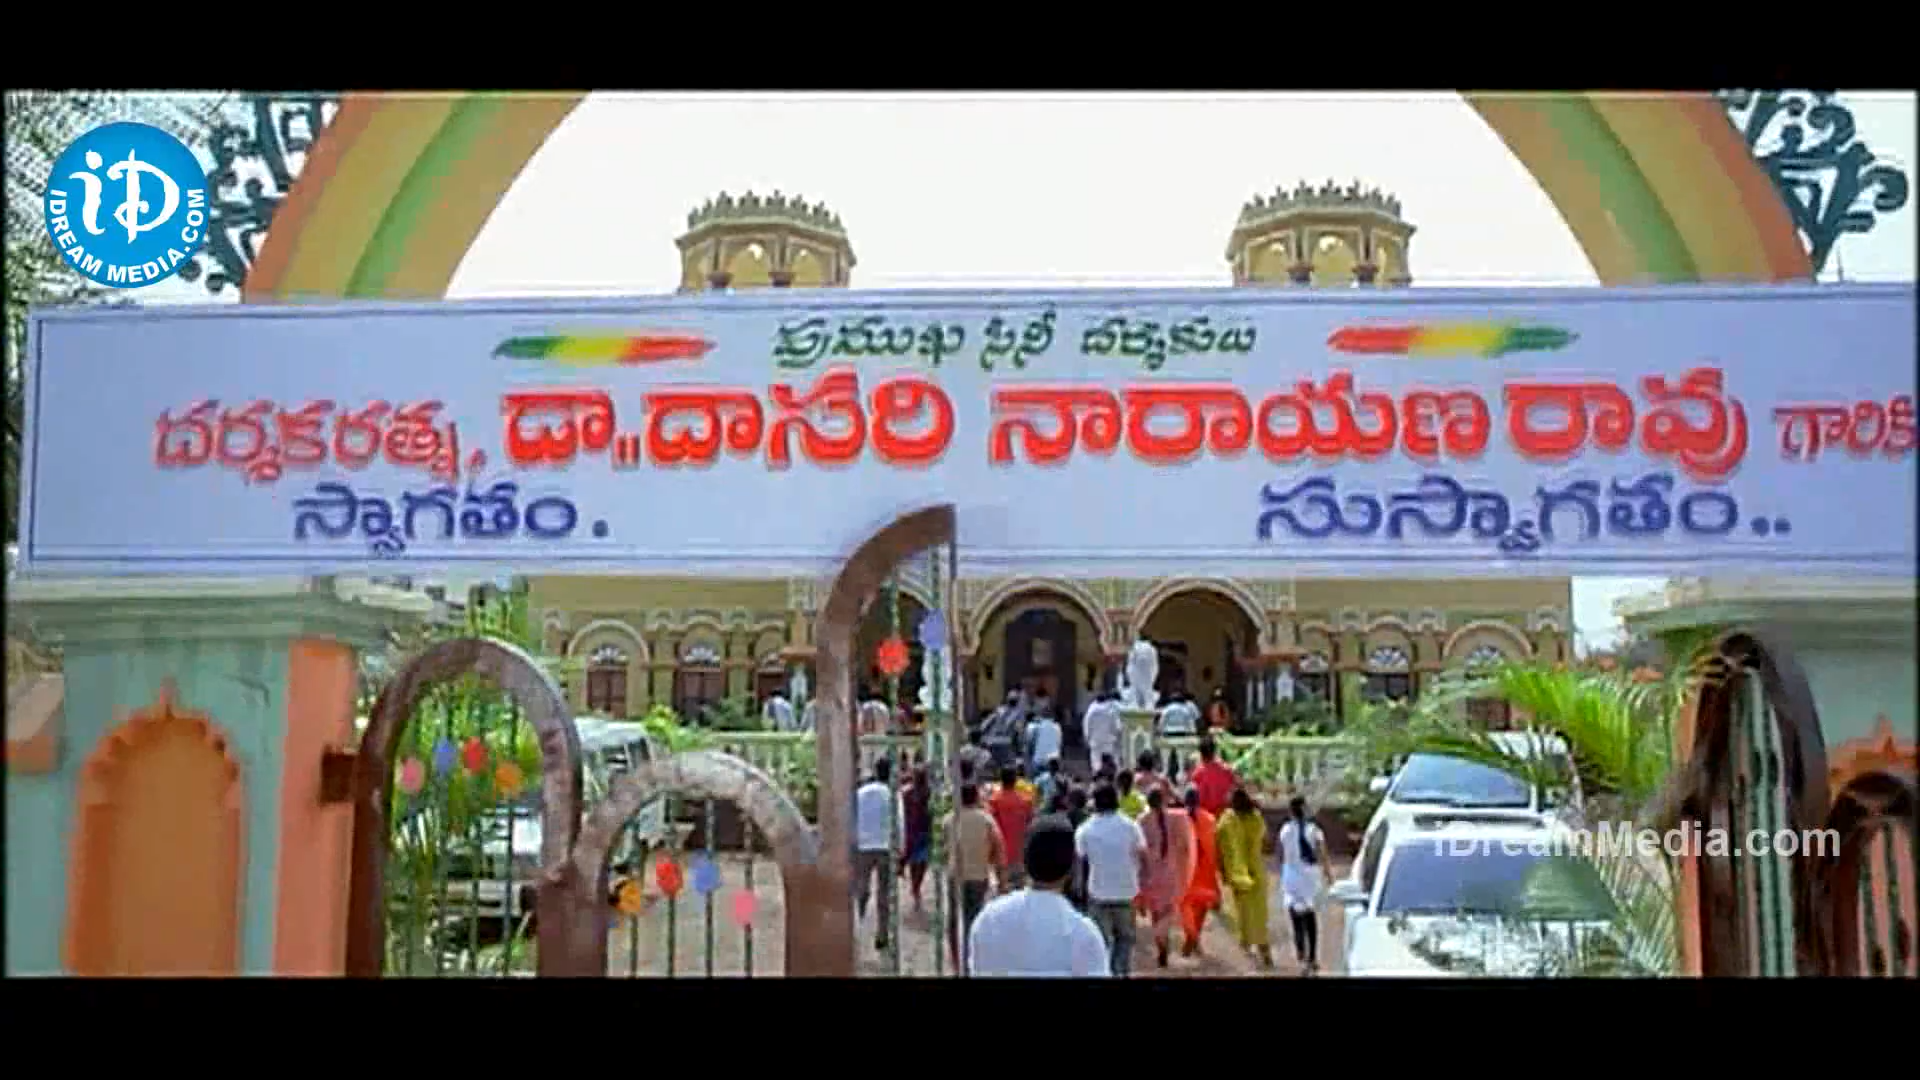 iD
IDREAM MEDIA.COM
ప్రముఖ సినీ దర్శకులు
దర్శకరత్న, డా..దాసరి నారాయణ రావు గారికి
స్వాగతం. సుస్వాగతం..
iDreamMedia.com